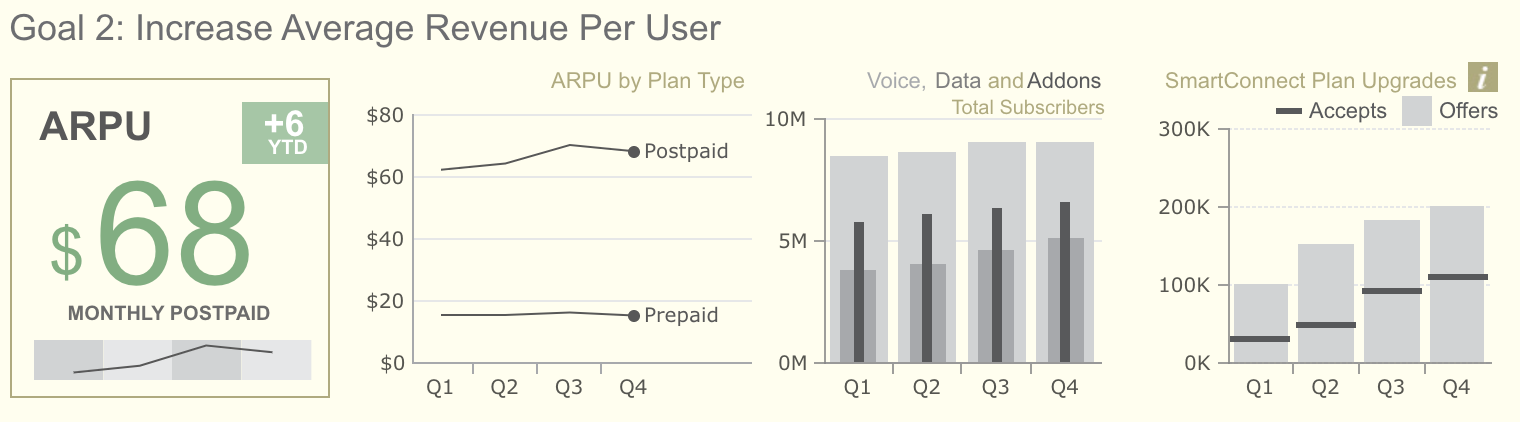 Goal 2: Increase Average Revenue Per User
ARPU
+6
YTD
$68
MONTHLY POSTPAID
ARPU by Plan Type
$80
$60
$40
$20
$0
Postpaid
Prepaid
Q1 Q2 Q3 Q4
Voice, Data and Addons
Total Subscribers
10M
5M
0M
Q1 Q2 Q3 Q4
SmartConnect Plan Upgrades i
Accepts Offers
300K
200K
100K
0K
Q1 Q2 Q3 Q4